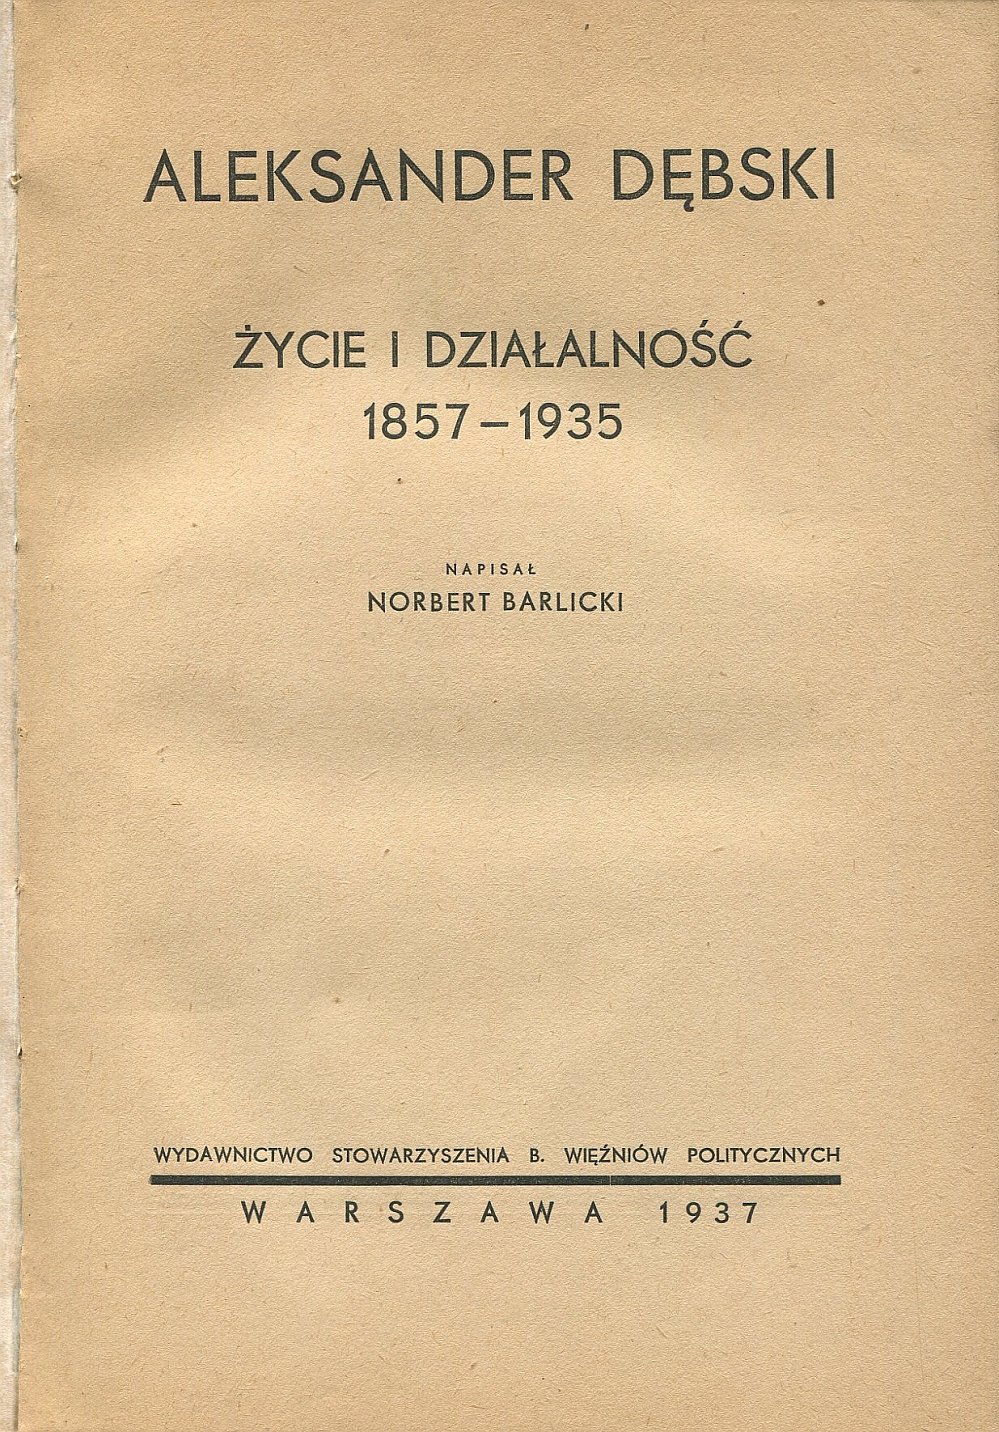 ALEKSANDER DĘBSKI
ŻYCIE I DZIAŁALNOŚĆ
1857–1935
NAPISAŁ
NORBERT BARLICKI
WYDAWNICTWO STOWARZYSZENIA B. WIĘŹNIÓW POLITYCZNYCH
WARSZAWA 1937